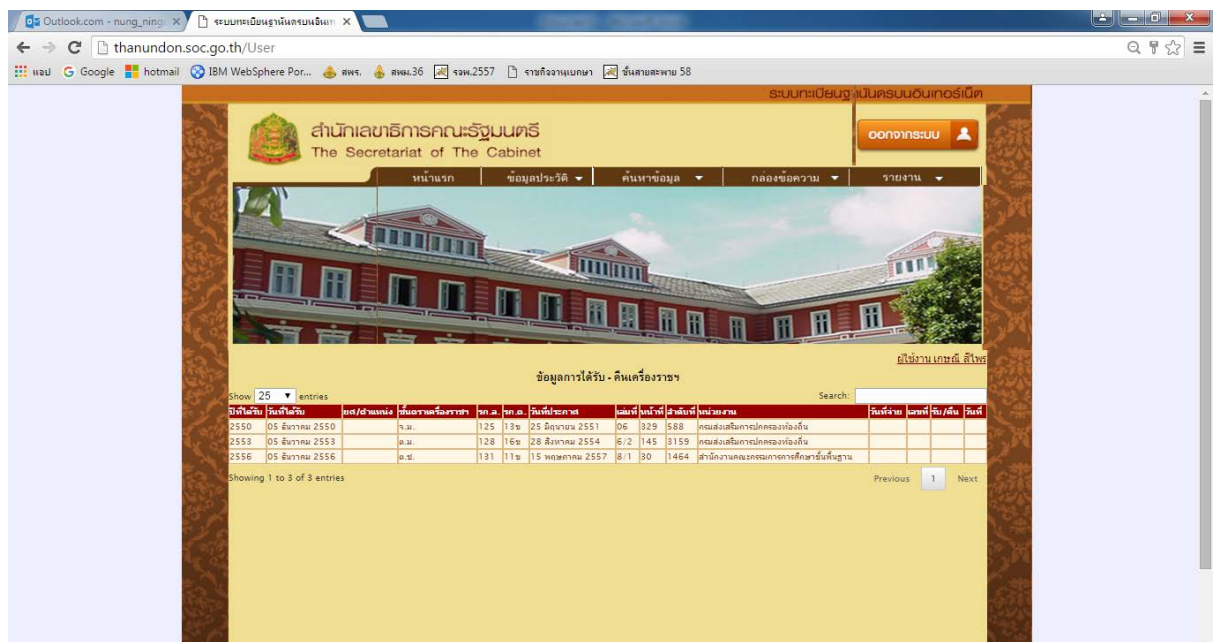 Outlook.com - nung_ning
ระบบทะเบียนฐานันดรบนอินเท
thanundon.soc.go.th/User
แอป Google hotmail IBM WebSphere Por... สพร. สพม.36 รวพ.2557 ราชกิจจานุเบกษา ชั้นสายสะพาย 58
ระบบทะเบียนฐานันดรบนอินเทอร์เน็ต
สำนักเลขาธิการคณะรัฐมนตรี
The Secretariat of The Cabinet
ออกจากระบบ
หน้าแรก ข้อมูลประวัติ ค้นหาข้อมูล กล่องข้อความ รายงาน
ผู้ใช้งาน เกษณี สีไพร
ข้อมูลการได้รับ - คืนเครื่องราชฯ
Show 25 entries Search:
ปีที่ได้รับ วันที่ได้รับ ยศ/ตำแหน่ง ชั้นตราเครื่องราชฯ รก.ล. รก.ต. วันที่ประกาศ เล่มที่ หน้าที่ ลำดับที่ หน่วยงาน วันที่จ่าย เลขที่ รับ/คืน วันที่
2550 05 ธันวาคม 2550 จ.ม. 125 13ข 25 มิถุนายน 2551 06 329 588 กรมส่งเสริมการปกครองท้องถิ่น
2553 05 ธันวาคม 2553 ต.ม. 128 16ข 28 สิงหาคม 2554 6/2 145 3159 กรมส่งเสริมการปกครองท้องถิ่น
2556 05 ธันวาคม 2556 ต.ช. 131 11ข 15 พฤษภาคม 2557 8/1 30 1464 สำนักงานคณะกรรมการการศึกษาขั้นพื้นฐาน
Showing 1 to 3 of 3 entries Previous 1 Next